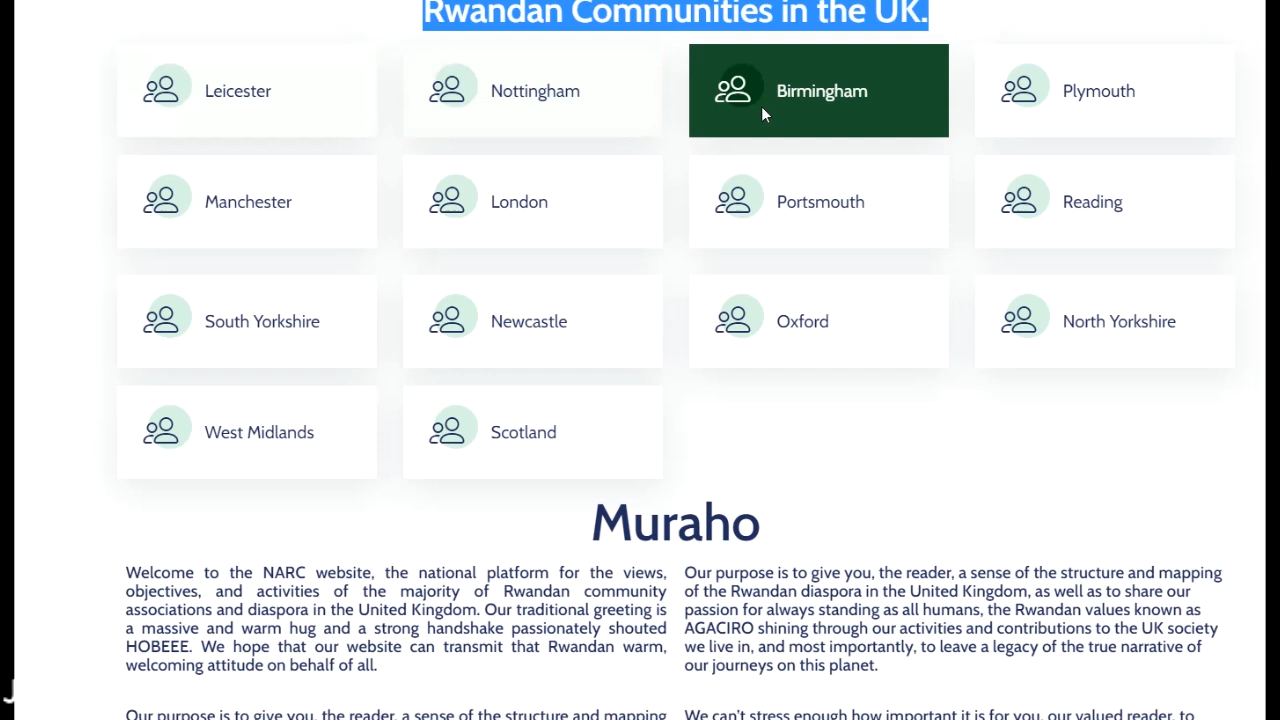 Rwandan Communities in the UK.
Leicester
Nottingham
Birmingham
Plymouth
Manchester
London
Portsmouth
Reading
South Yorkshire
Newcastle
Oxford
North Yorkshire
West Midlands
Scotland
Muraho
Welcome to the NARC website, the national platform for the views,
objectives, and activities of the majority of Rwandan community
associations and diaspora in the United Kingdom. Our traditional greeting is
a massive and warm hug and a strong handshake passionately shouted
HOBEEE. We hope that our website can transmit that Rwandan warm,
welcoming attitude on behalf of all.
Our purpose is to give you, the reader, a sense of the structure and mapping
Our purpose is to give you, the reader, a sense of the structure and mapping
of the Rwandan diaspora in the United Kingdom, as well as to share our
passion for always standing as all humans, the Rwandan values known as
AGACIRO shining through our activities and contributions to the UK society
we live in, and most importantly, to leave a legacy of the true narrative of
our journeys on this planet.
We can't stress enough how important it is for you, our valued reader, to